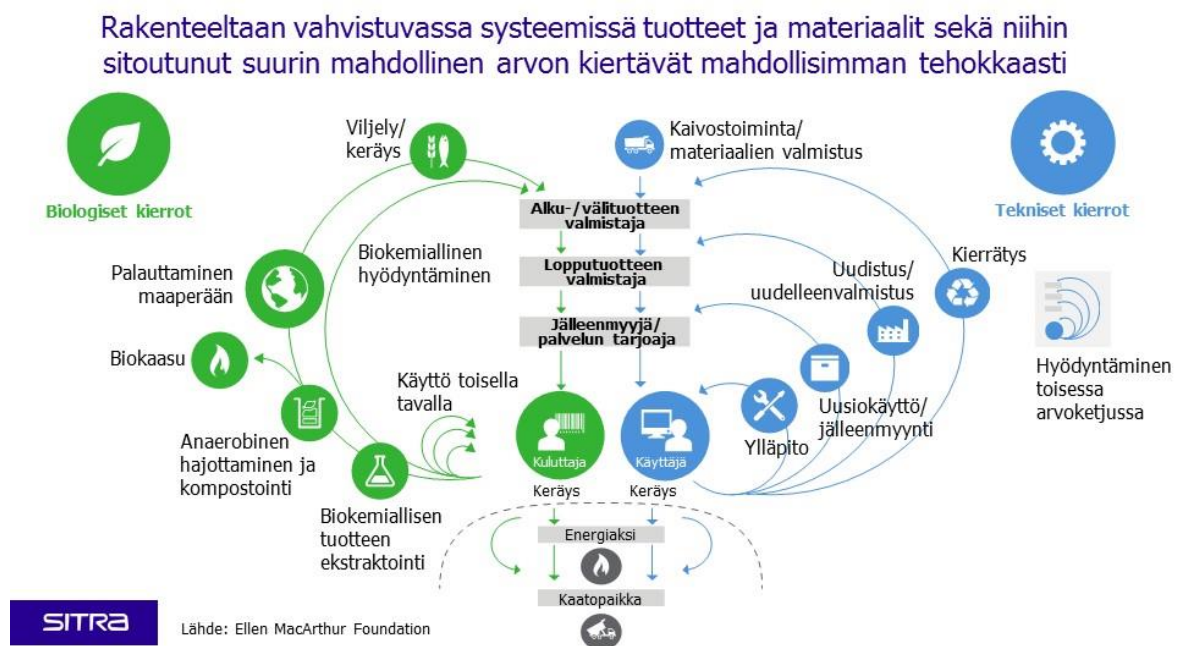 Rakenteeltaan vahvistuvassa systeemissä tuotteet ja materiaalit sekä niihin
sitoutunut suurin mahdollinen arvon kiertävät mahdollisimman tehokkaasti
Biologiset kierrot
Viljely/
keräys
Kaivostoiminta/
materiaalien valmistus
Tekniset kierrot
Alku-/välituotteen
valmistaja
Biokemiallinen
hyödyntäminen
Lopputuotteen
valmistaja
Palauttaminen
maaperään
Uudistus/
uudelleenvalmistus
Kierrätys
Jälleenmyyjä/
palvelun tarjoaja
Biokaasu
Käyttö toisella
tavalla
Hyödyntäminen
toisessa
arvoketjussa
Uusiokäyttö/
jälleenmyynti
Ylläpito
Anaerobinen
hajottaminen ja
kompostointi
Kuluttaja
Käyttäjä
Keräys
Keräys
Biokemiallisen
tuotteen
ekstraktointi
Energiaksi
Kaatopaikka
SITRA
Lähde: Ellen MacArthur Foundation